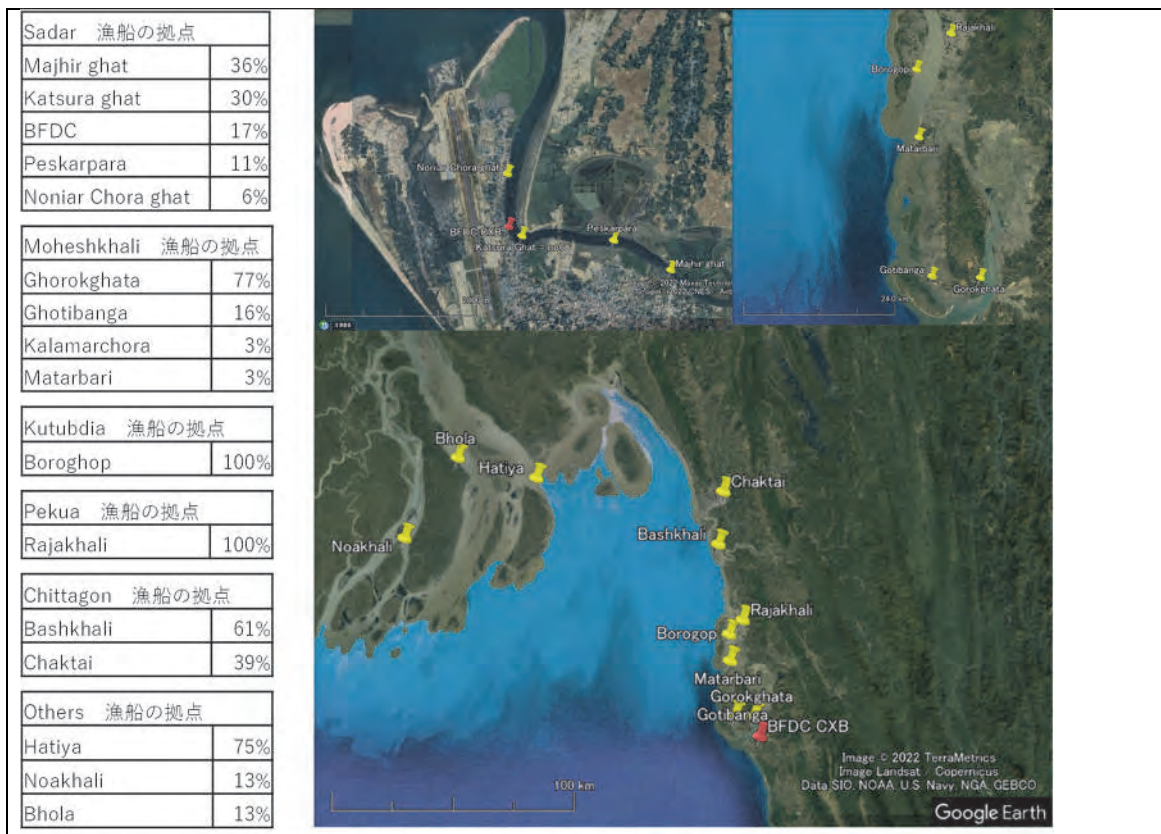 Sadar 漁船の拠点
Majhir ghat 36%
Katsura ghat 30%
BFDC 17%
Peskarpara 11%
Noniar Chora ghat 6%
Moheshkhali 漁船の拠点
Ghorokghata 77%
Ghotibanga 16%
Kalamarchora 3%
Matarbari 3%
Kutubdia 漁船の拠点
Boroghop 100%
Pekua 漁船の拠点
Rajakhali 100%
Chittagon 漁船の拠点
Bashkhali 61%
Chaktai 39%
Others 漁船の拠点
Hatiya 75%
Noakhali 13%
Bhola 13%
Noniar Chora ghat
BFDC CXB
Katsura Ghat
Peskarpara
Majhir ghat
2022 Maxar
2022 CNES
Rajakhali
Borogop
Matarbari
Gotibanga
Gorokghata
Bhola
Hatiya
Noakhali
Chaktai
Bashkhali
Rajakhali
Borogop
Matarbari
Gorokghata
Gotibanga
BFDC CXB
100 km
Image © 2022 TerraMetrics
Image Landsat / Copernicus
Data SIO, NOAA, U.S. Navy, NGA, GEBCO
Google Earth